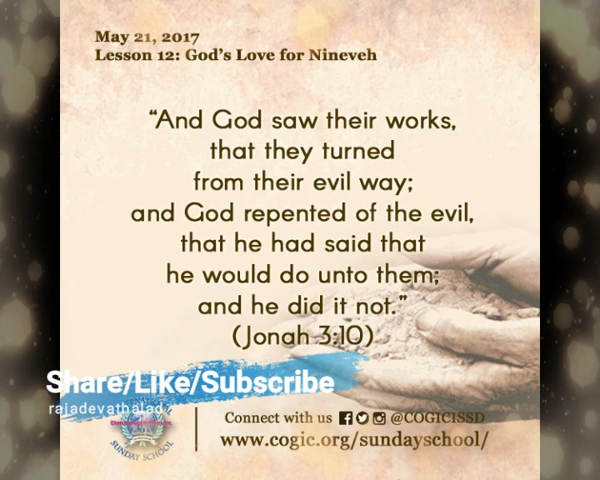 May 21, 2017
Lesson 12: God's Love for Nineveh
“And God saw their works,
that they turned
from their evil way;
and God repented of the evil,
that he had said that
he would do unto them;
and he did it not.”
(Jonah 3:10)
Share/Like/Subscribe
rajadevathalad
SUNDAY SCHOOL
Connect with us @COGICISSD
www.cogic.org/sundayschool/